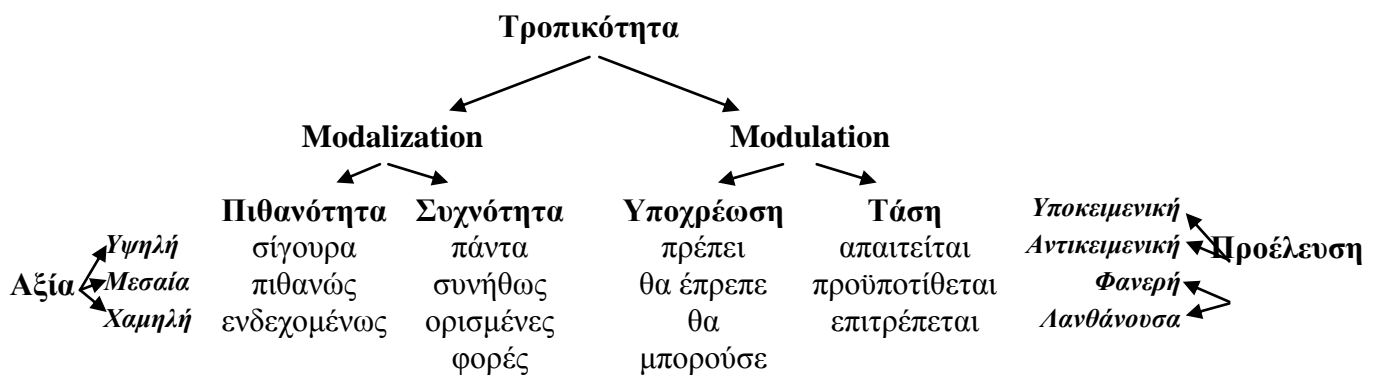 Τροπικότητα
Modalization Modulation
Πιθανότητα Συχνότητα Υποχρέωση Τάση Υποκειμενική
Υψηλή σίγουρα πάντα πρέπει απαιτείται Αντικειμενική Προέλευση
Αξία Μεσαία πιθανώς συνήθως θα έπρεπε προϋποτίθεται Φανερή
Χαμηλή ενδεχομένως ορισμένες θα επιτρέπεται Λανθάνουσα
φορές μπορούσε